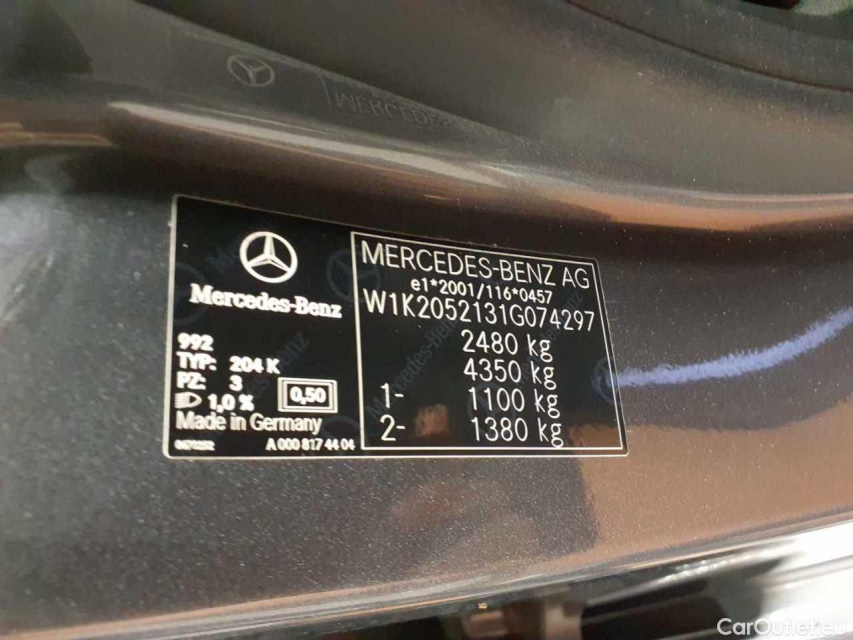 Mercedes-Benz
992
TYP: 204 K
PZ: 3
0,50
1,0 %
Made in Germany
A 000 817 44 04
MERCEDES-BENZ AG
e1*2001/116*0457
W1K2052131G074297
2480 kg
4350 kg
1- 1100 kg
2- 1380 kg
CarOutlet.eu